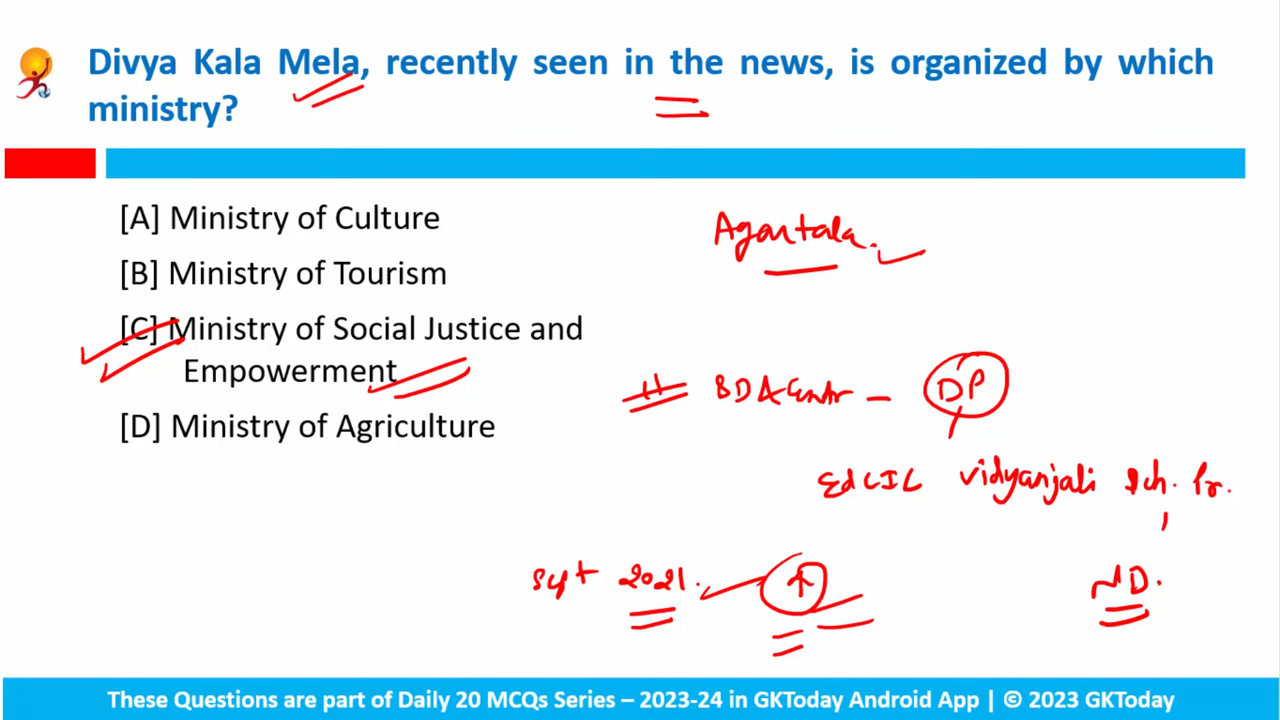 Divya Kala Mela, recently seen in the news, is organized by which
ministry?
[A] Ministry of Culture
[B] Ministry of Tourism
[C] Ministry of Social Justice and
Empowerment
[D] Ministry of Agriculture
Agartala.
DP
EdCIL vidyanjali Sch. Pr.
Sept 2021.
ND.
These Questions are part of Daily 20 MCQs Series – 2023-24 in GKToday Android App | © 2023 GKToday